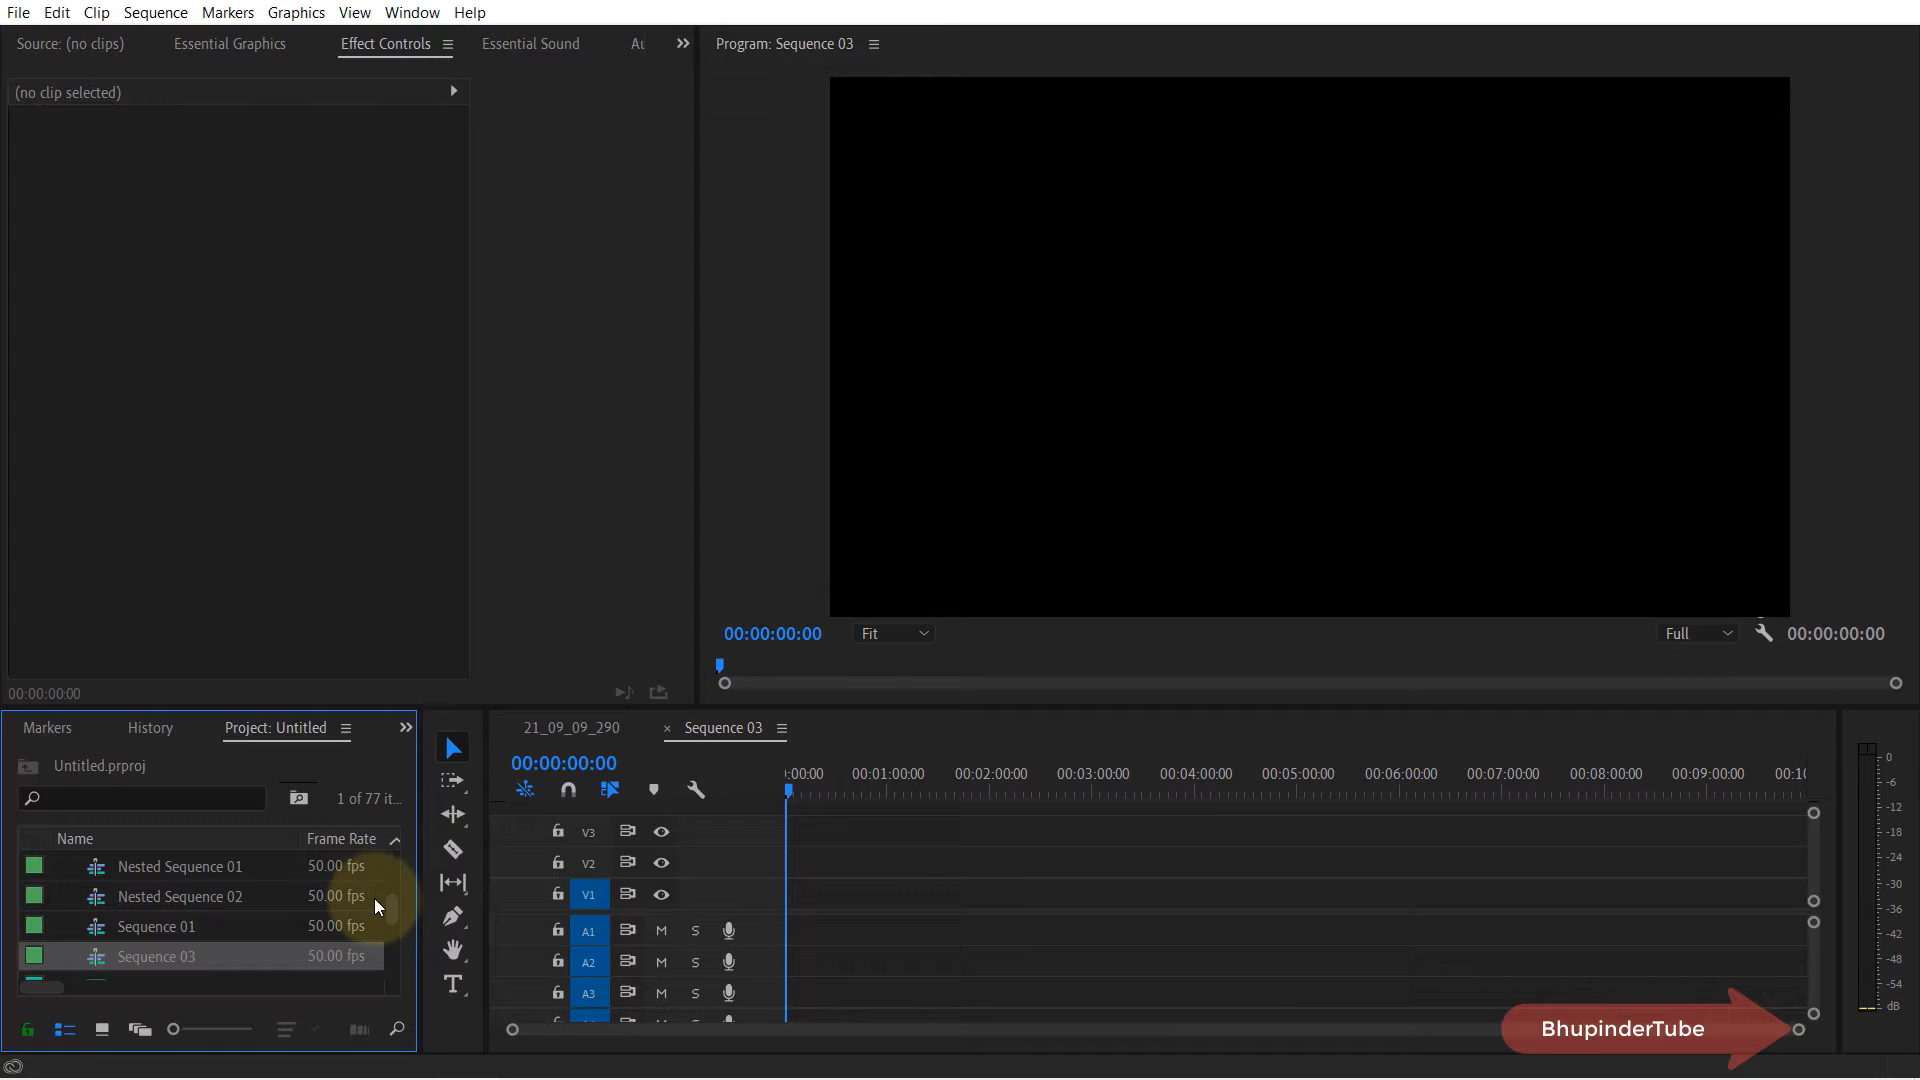 File Edit Clip Sequence Markers Graphics View Window Help
Source: (no clips) Essential Graphics Effect Controls Essential Sound Au
Program: Sequence 03
(no clip selected)
00:00:00:00 Fit Full 00:00:00:00
00:00:00:00
Markers History Project: Untitled
21_09_09_290 Sequence 03
Untitled.prproj
00:00:00:00
1 of 77 it...
:00:00 00:01:00:00 00:02:00:00 00:03:00:00 00:04:00:00 00:05:00:00 00:06:00:00 00:07:00:00 00:08:00:00 00:09:00:00 00:10
Name Frame Rate
Nested Sequence 01 50.00 fps
Nested Sequence 02 50.00 fps
Sequence 01 50.00 fps
Sequence 03 50.00 fps
V3
V2
V1
A1 M S
A2 M S
A3 M S
0
-6
-12
-18
-24
-30
-36
-42
-48
-54
dB
BhupinderTube